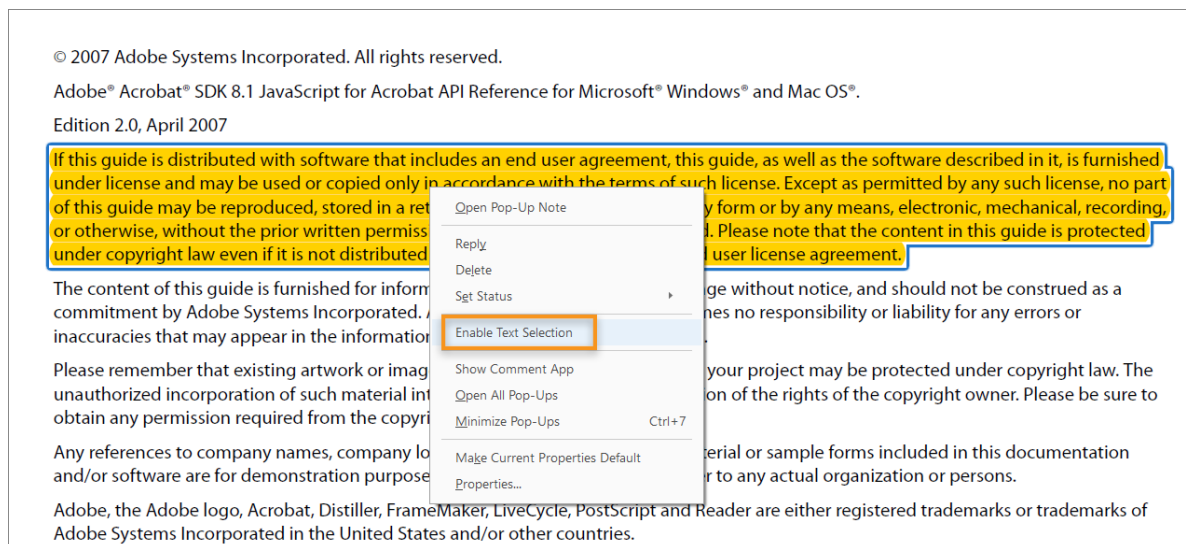 © 2007 Adobe Systems Incorporated. All rights reserved.
Adobe® Acrobat® SDK 8.1 JavaScript for Acrobat API Reference for Microsoft® Windows® and Mac OS®.
Edition 2.0, April 2007
If this guide is distributed with software that includes an end user agreement, this guide, as well as the software described in it, is furnished
under license and may be used or copied only in accordance with the terms of such license. Except as permitted by any such license, no part
of this guide may be reproduced, stored in a ret y form or by any means, electronic, mechanical, recording,
or otherwise, without the prior written permiss d. Please note that the content in this guide is protected
under copyright law even if it is not distributed d user license agreement.
The content of this guide is furnished for inform ge without notice, and should not be construed as a
commitment by Adobe Systems Incorporated. mes no responsibility or liability for any errors or
inaccuracies that may appear in the information .
Please remember that existing artwork or imag your project may be protected under copyright law. The
unauthorized incorporation of such material int on of the rights of the copyright owner. Please be sure to
obtain any permission required from the copyri
Any references to company names, company lo terial or sample forms included in this documentation
and/or software are for demonstration purpose r to any actual organization or persons.
Adobe, the Adobe logo, Acrobat, Distiller, FrameMaker, LiveCycle, PostScript and Reader are either registered trademarks or trademarks of
Adobe Systems Incorporated in the United States and/or other countries.
Open Pop-Up Note
Reply
Delete
Set Status
Enable Text Selection
Show Comment App
Open All Pop-Ups
Minimize Pop-Ups Ctrl+7
Make Current Properties Default
Properties...